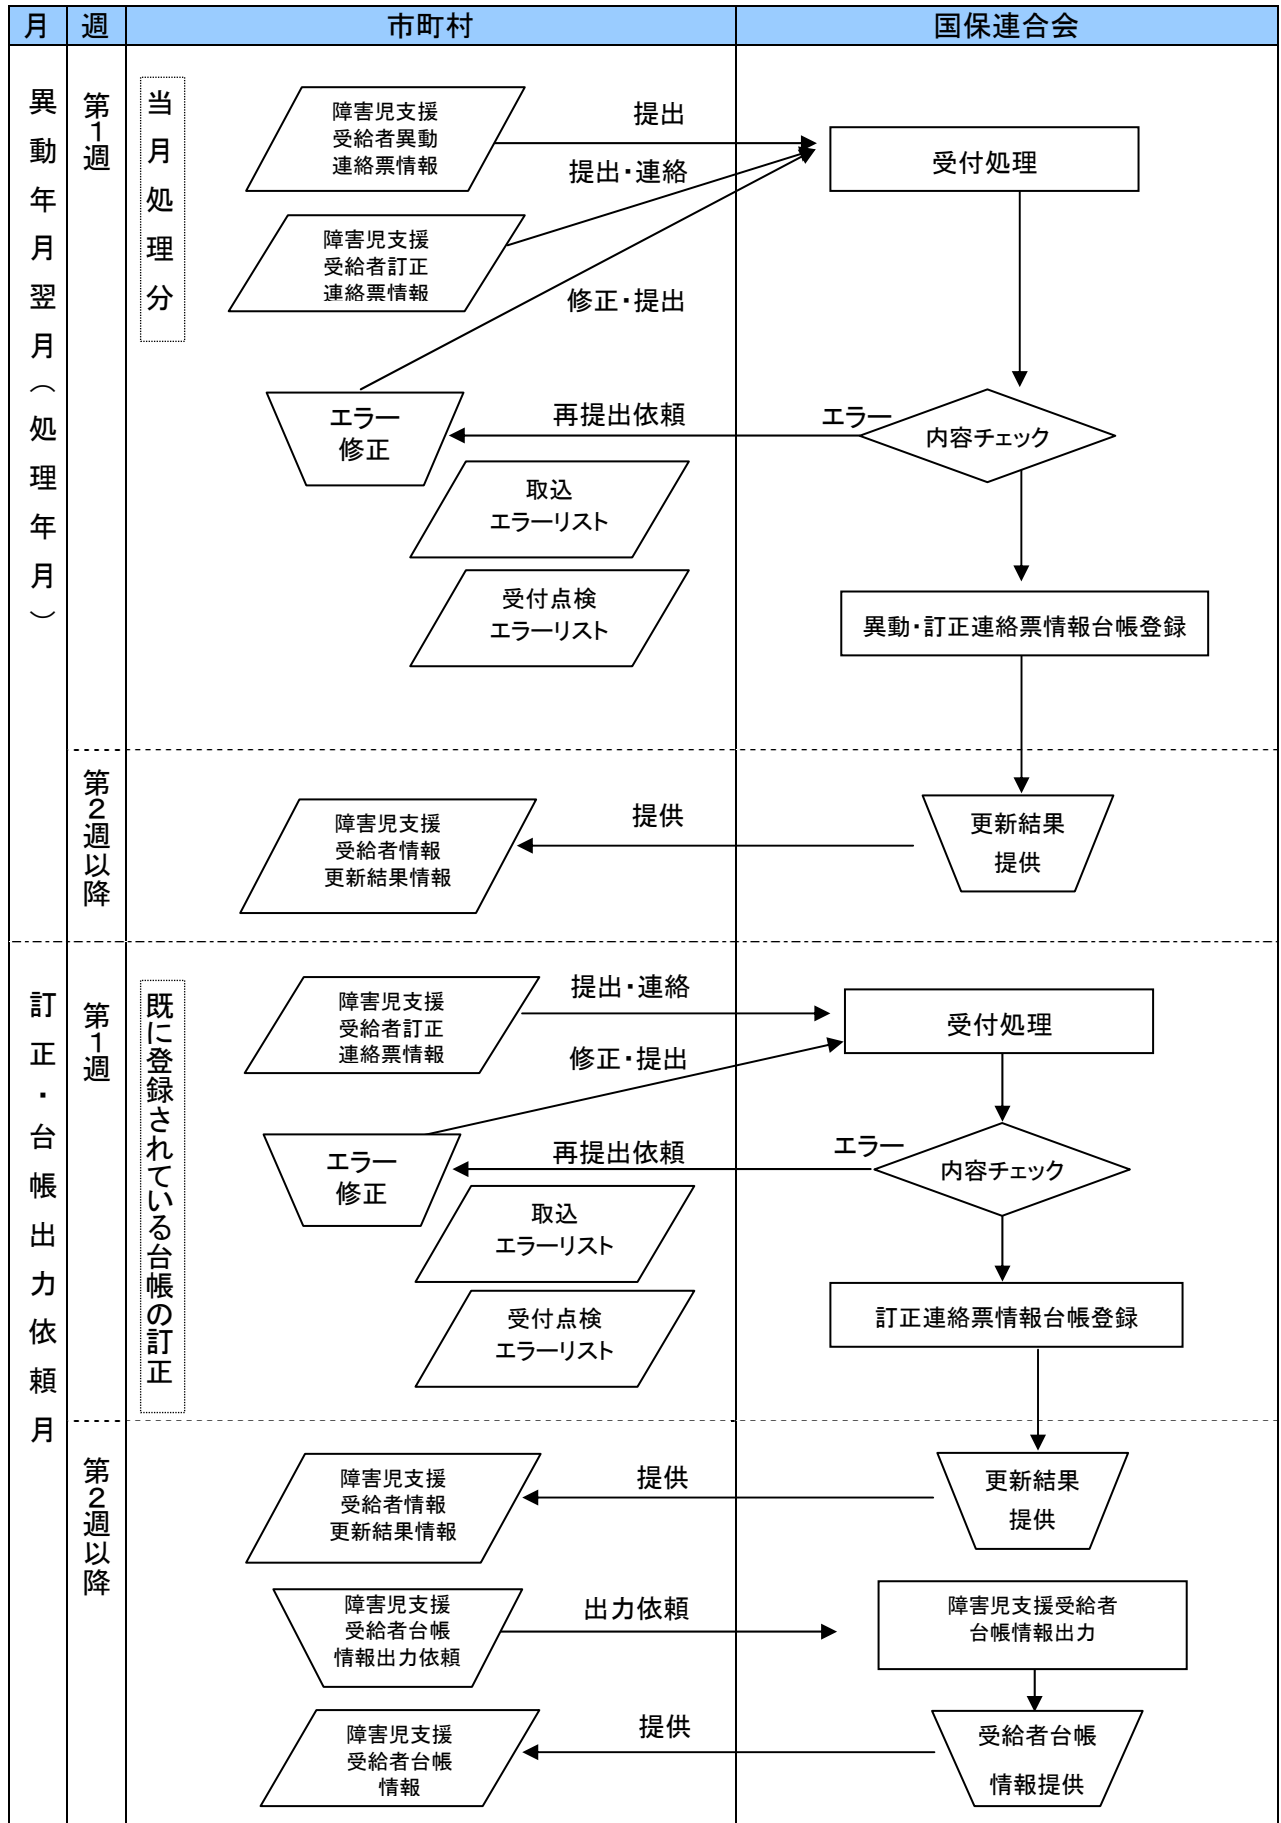 月
週
市町村
国保連合会
異動年月翌月（処理年月）
第1週
当月処理分
障害児支援
受給者異動
連絡票情報
提出
受付処理
提出・連絡
障害児支援
受給者訂正
連絡票情報
修正・提出
エラー
修正
再提出依頼
エラー
内容チェック
取込
エラーリスト
受付点検
エラーリスト
異動・訂正連絡票情報台帳登録
第2週以降
障害児支援
受給者情報
更新結果情報
提供
更新結果
提供
訂正・台帳出力依頼月
第1週
既に登録されている台帳の訂正
障害児支援
受給者訂正
連絡票情報
提出・連絡
受付処理
修正・提出
エラー
修正
再提出依頼
エラー
内容チェック
取込
エラーリスト
受付点検
エラーリスト
訂正連絡票情報台帳登録
第2週以降
障害児支援
受給者情報
更新結果情報
提供
更新結果
提供
障害児支援
受給者台帳
情報出力依頼
出力依頼
障害児支援受給者
台帳情報出力
障害児支援
受給者台帳
情報
提供
受給者台帳
情報提供